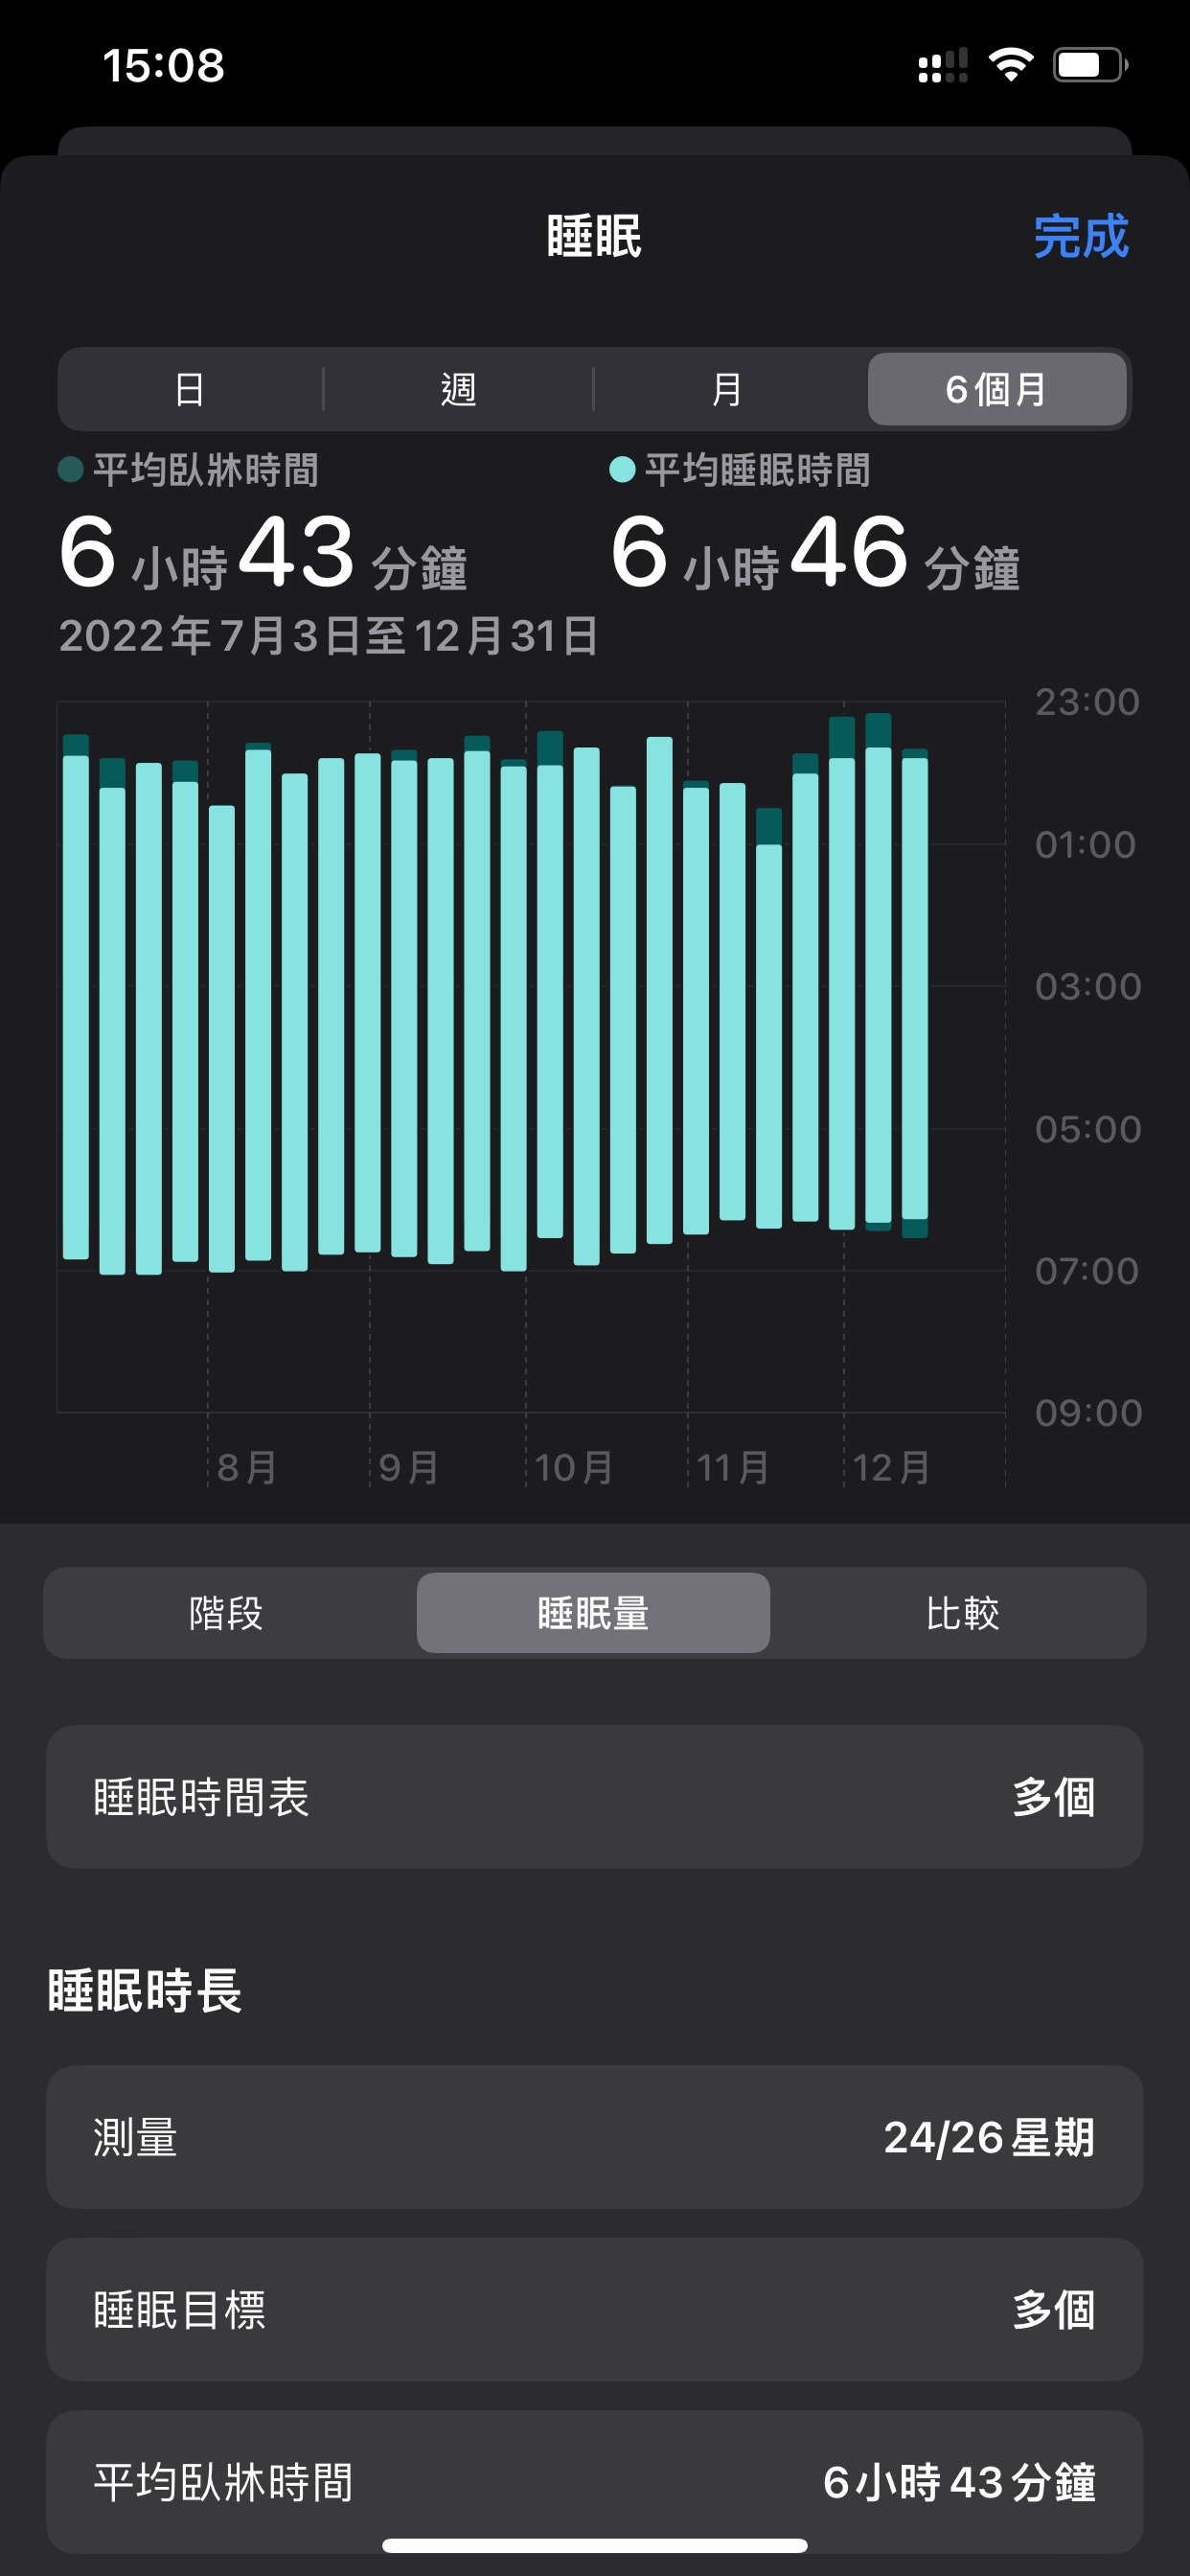 15:08
睡眠
完成
日 週 月 6個月
平均臥牀時間 平均睡眠時間
6小時43分鐘 6小時46分鐘
2022年7月3日至12月31日
23:00
01:00
03:00
05:00
07:00
09:00
8月 9月 10月 11月 12月
階段 睡眠量 比較
睡眠時間表 多個
睡眠時長
測量 24/26星期
睡眠目標 多個
平均臥牀時間 6小時43分鐘